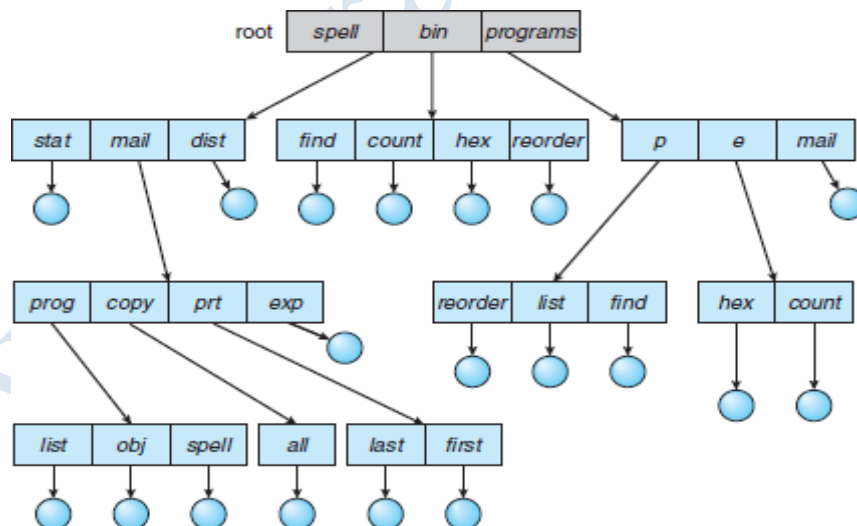 root spell bin programs
stat mail dist find count hex reorder p e mail
prog copy prt exp reorder list find hex count
list obj spell all last first